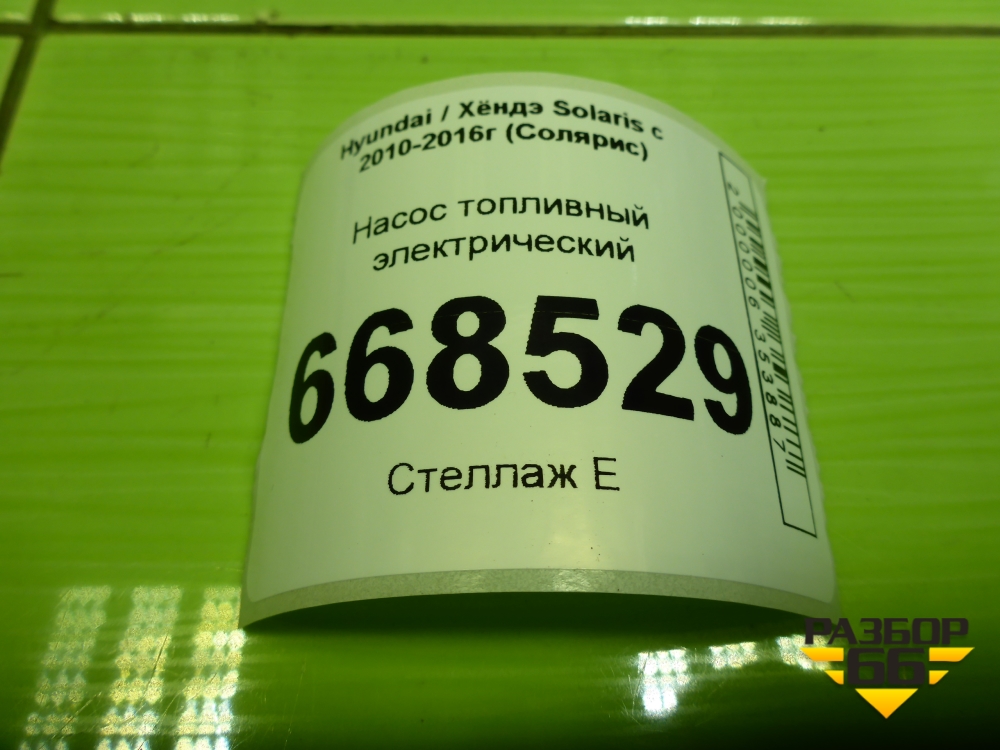 Hyundai / Хёндэ Solaris с
2010-2016г (Солярис)
Насос топливный
электрический
668529
Стеллаж Е
2000006353887
РАЗБОР
66